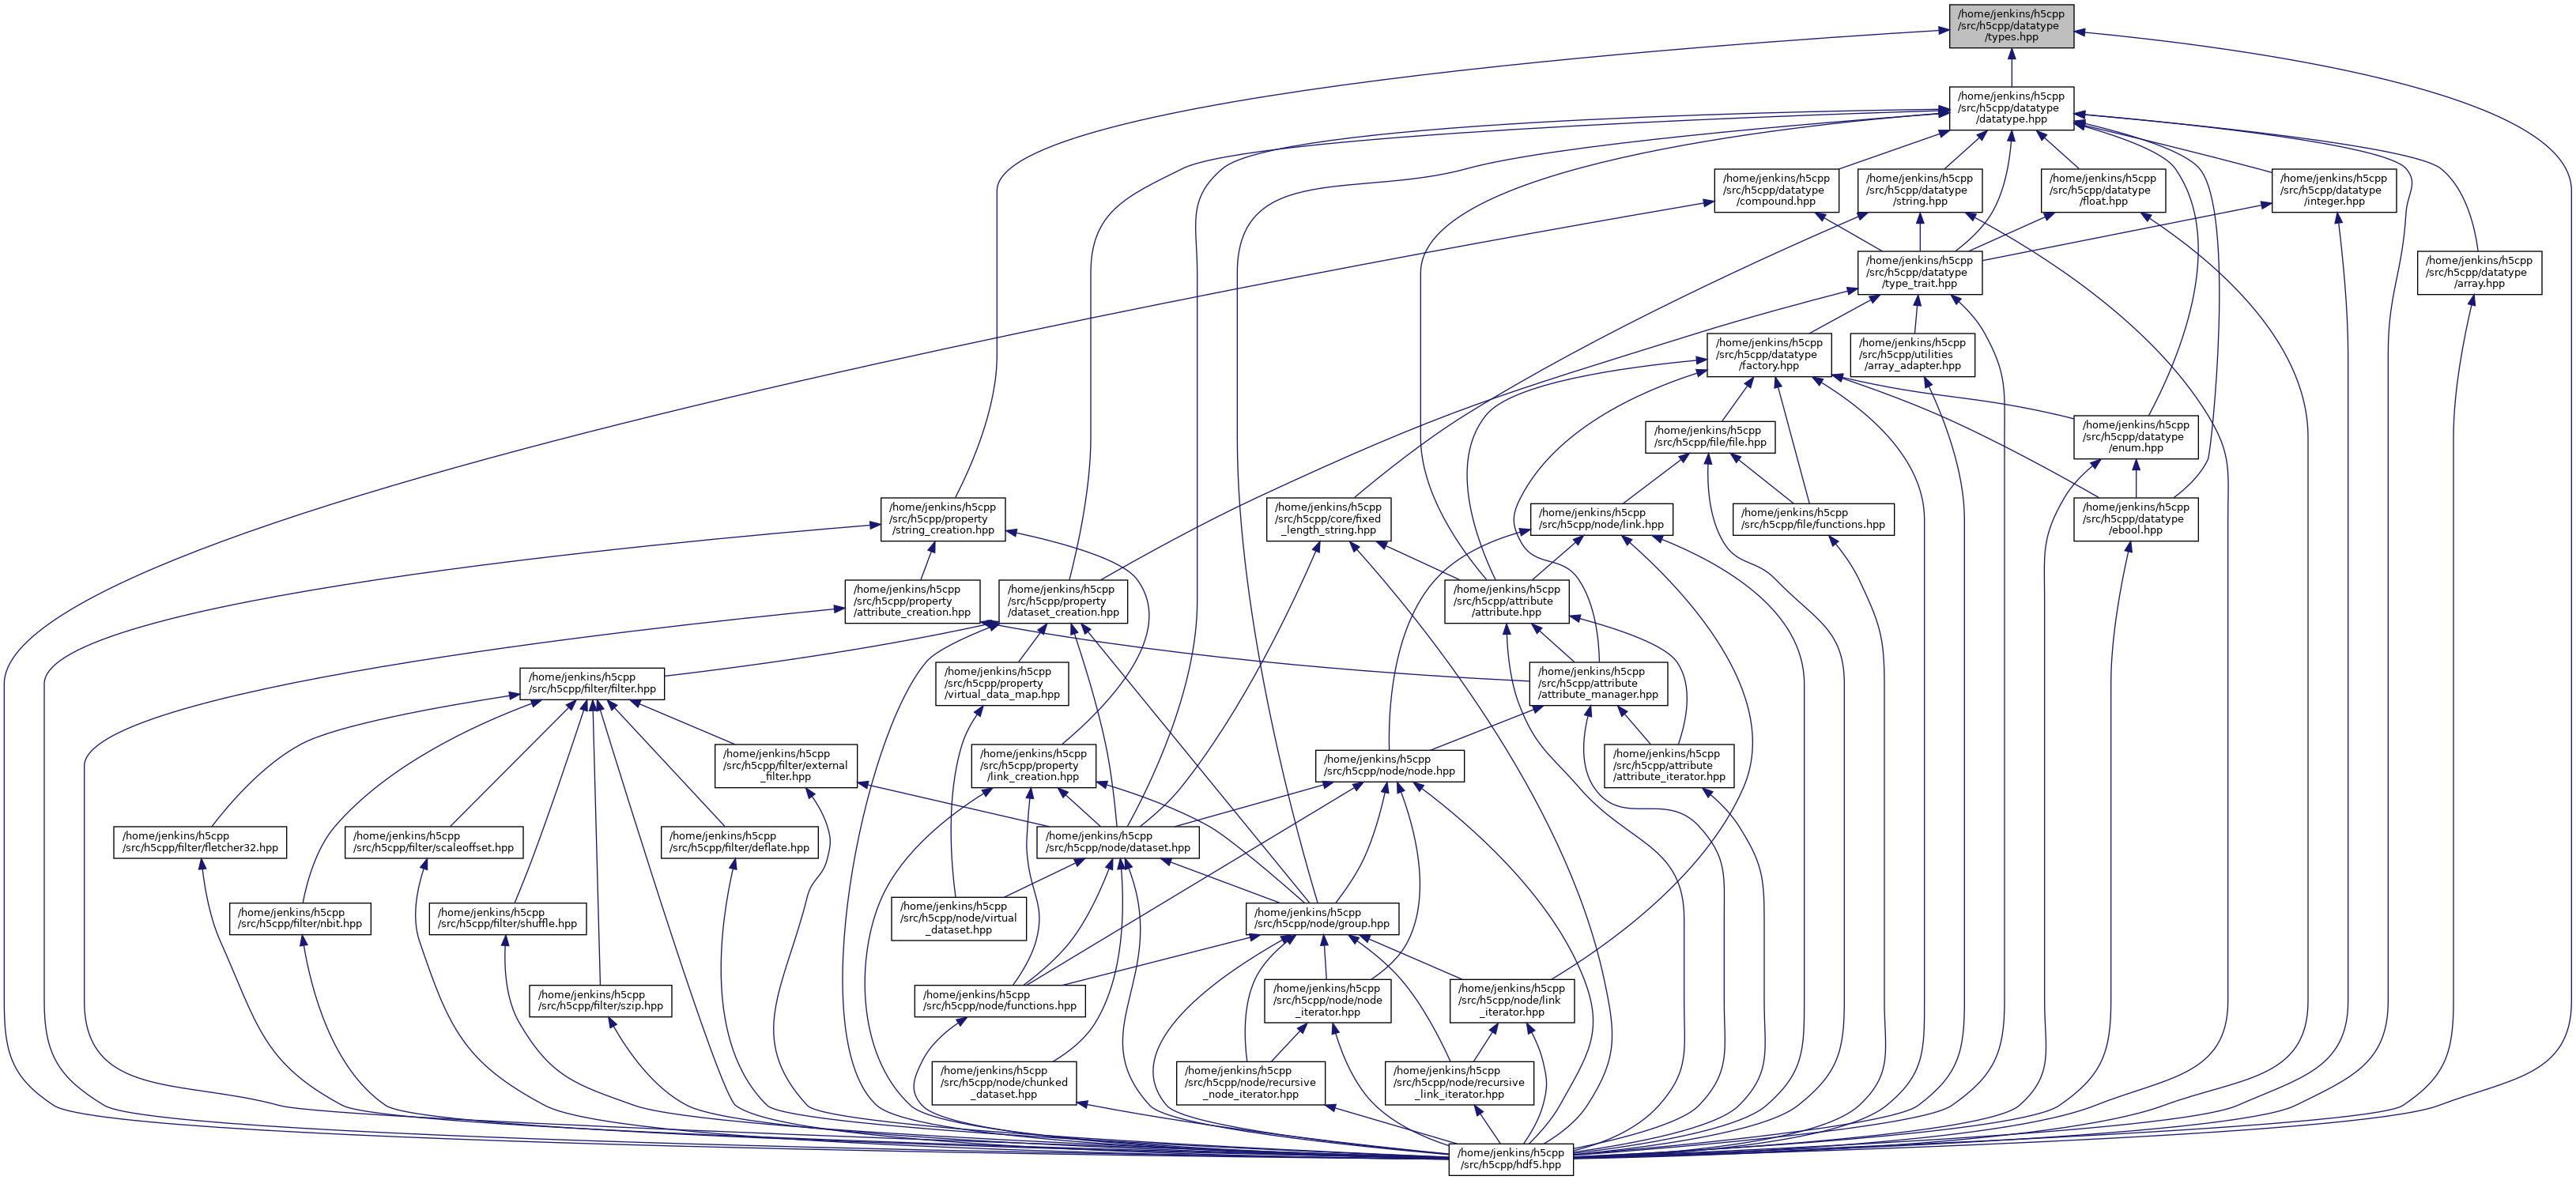 /home/jenkins/h5cpp
/src/h5cpp/datatype
/types.hpp
/home/jenkins/h5cpp
/src/h5cpp/datatype
/datatype.hpp
/home/jenkins/h5cpp
/src/h5cpp/datatype
/compound.hpp
/home/jenkins/h5cpp
/src/h5cpp/datatype
/string.hpp
/home/jenkins/h5cpp
/src/h5cpp/datatype
/float.hpp
/home/jenkins/h5cpp
/src/h5cpp/datatype
/integer.hpp
/home/jenkins/h5cpp
/src/h5cpp/datatype
/type_trait.hpp
/home/jenkins/h5cpp
/src/h5cpp/datatype
/array.hpp
/home/jenkins/h5cpp
/src/h5cpp/datatype
/factory.hpp
/home/jenkins/h5cpp
/src/h5cpp/utilities
/array_adapter.hpp
/home/jenkins/h5cpp
/src/h5cpp/file/file.hpp
/home/jenkins/h5cpp
/src/h5cpp/datatype
/enum.hpp
/home/jenkins/h5cpp
/src/h5cpp/property
/string_creation.hpp
/home/jenkins/h5cpp
/src/h5cpp/core/fixed
_length_string.hpp
/home/jenkins/h5cpp
/src/h5cpp/node/link.hpp
/home/jenkins/h5cpp
/src/h5cpp/file/functions.hpp
/home/jenkins/h5cpp
/src/h5cpp/datatype
/ebool.hpp
/home/jenkins/h5cpp
/src/h5cpp/property
/attribute_creation.hpp
/home/jenkins/h5cpp
/src/h5cpp/property
/dataset_creation.hpp
/home/jenkins/h5cpp
/src/h5cpp/attribute
/attribute.hpp
/home/jenkins/h5cpp
/src/h5cpp/filter/filter.hpp
/home/jenkins/h5cpp
/src/h5cpp/property
/virtual_data_map.hpp
/home/jenkins/h5cpp
/src/h5cpp/attribute
/attribute_manager.hpp
/home/jenkins/h5cpp
/src/h5cpp/filter/external
_filter.hpp
/home/jenkins/h5cpp
/src/h5cpp/property
/link_creation.hpp
/home/jenkins/h5cpp
/src/h5cpp/node/node.hpp
/home/jenkins/h5cpp
/src/h5cpp/attribute
/attribute_iterator.hpp
/home/jenkins/h5cpp
/src/h5cpp/filter/fletcher32.hpp
/home/jenkins/h5cpp
/src/h5cpp/filter/scaleoffset.hpp
/home/jenkins/h5cpp
/src/h5cpp/filter/deflate.hpp
/home/jenkins/h5cpp
/src/h5cpp/node/dataset.hpp
/home/jenkins/h5cpp
/src/h5cpp/filter/nbit.hpp
/home/jenkins/h5cpp
/src/h5cpp/filter/shuffle.hpp
/home/jenkins/h5cpp
/src/h5cpp/node/virtual
_dataset.hpp
/home/jenkins/h5cpp
/src/h5cpp/node/group.hpp
/home/jenkins/h5cpp
/src/h5cpp/filter/szip.hpp
/home/jenkins/h5cpp
/src/h5cpp/node/functions.hpp
/home/jenkins/h5cpp
/src/h5cpp/node/node
_iterator.hpp
/home/jenkins/h5cpp
/src/h5cpp/node/link
_iterator.hpp
/home/jenkins/h5cpp
/src/h5cpp/node/chunked
_dataset.hpp
/home/jenkins/h5cpp
/src/h5cpp/node/recursive
_node_iterator.hpp
/home/jenkins/h5cpp
/src/h5cpp/node/recursive
_link_iterator.hpp
/home/jenkins/h5cpp
/src/h5cpp/hdf5.hpp